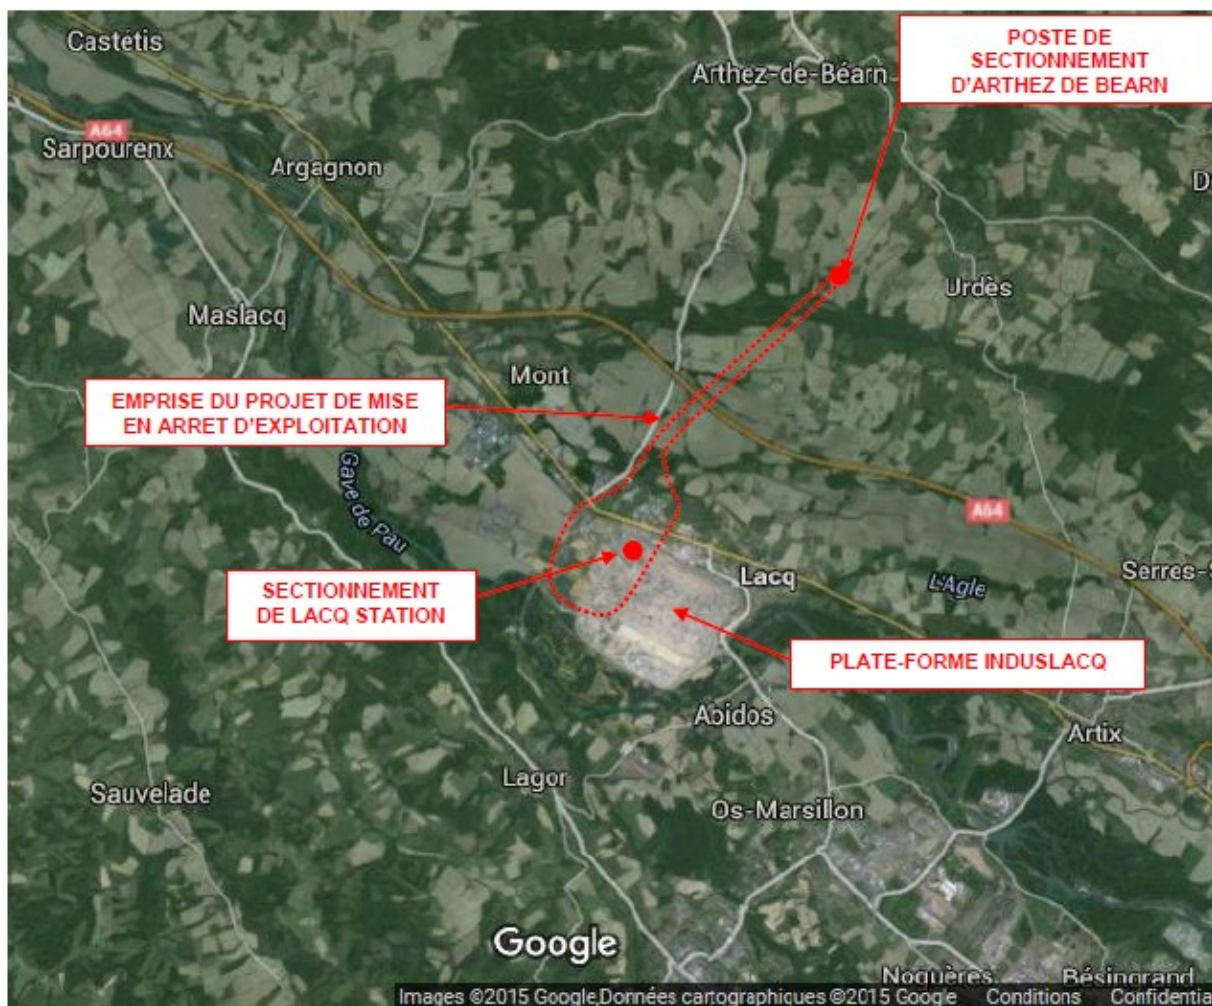 Castétis
Arthez-de-Béarn
POSTE DE
SECTIONNEMENT
D'ARTHEZ DE BEARN
A64
Sarpourenx
Argagnon
Urdès
Maslacq
Mont
EMPRISE DU PROJET DE MISE
EN ARRET D'EXPLOITATION
Gave de Pau
A64
SECTIONNEMENT
DE LACQ STATION
Lacq
L'Agle
Serres-S
PLATE-FORME INDUSLACQ
Abidos
Artix
Lagor
Sauvelade
Os-Marsillon
Google
Noguères
Bésingrand
Images ©2015 Google,Données cartographiques ©2015 Google Conditions Confidential